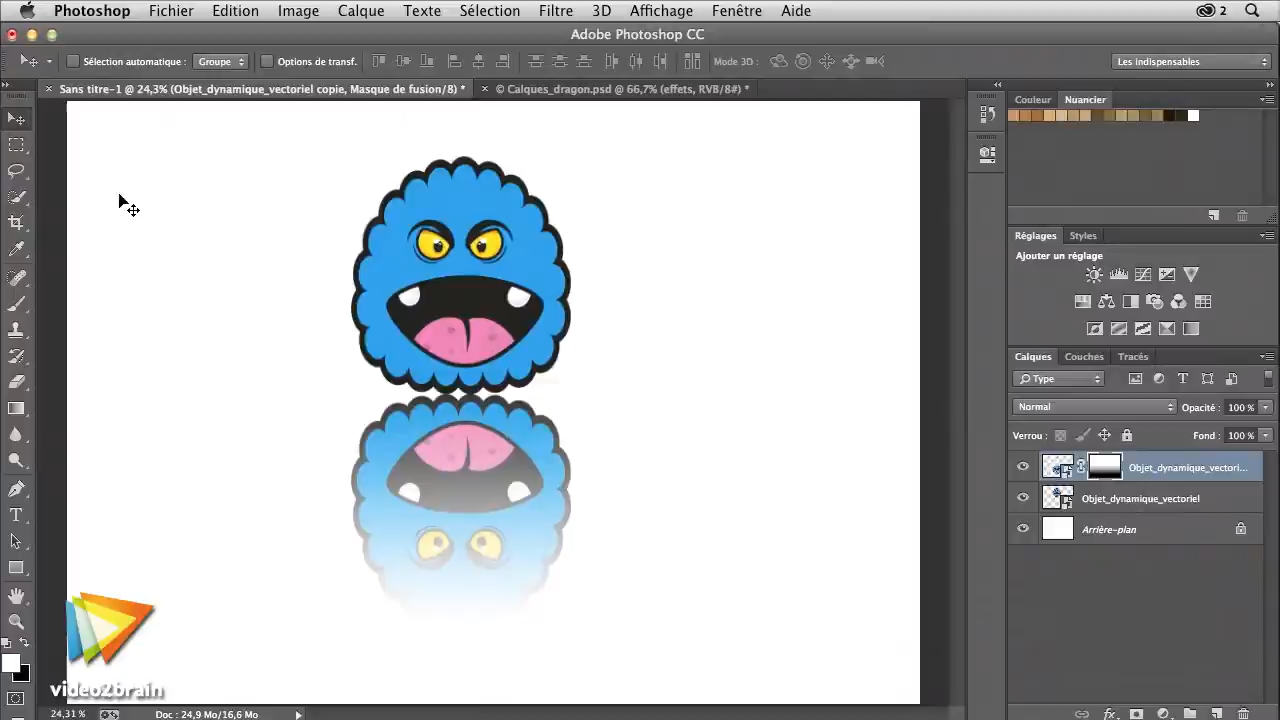 Photoshop Fichier Edition Image Calque Texte Sélection Filtre 3D Affichage Fenêtre Aide 2
Adobe Photoshop CC
Sélection automatique : Groupe Options de transf. Mode 3D : Les indispensables
Sans titre-1 @ 24,3% (Objet_dynamique_vectoriel copie, Masque de fusion/8) * © Calques_dragon.psd @ 66,7% (effets, RVB/8#) *
Couleur Nuancier
Réglages Styles
Ajouter un réglage
Calques Couches Tracés
Type
Normal Opacité : 100 %
Verrou : Fond : 100 %
Objet_dynamique_vectori...
Objet_dynamique_vectoriel
Arrière-plan
video2brain
24,31 % Doc : 24,9 Mo/16,6 Mo